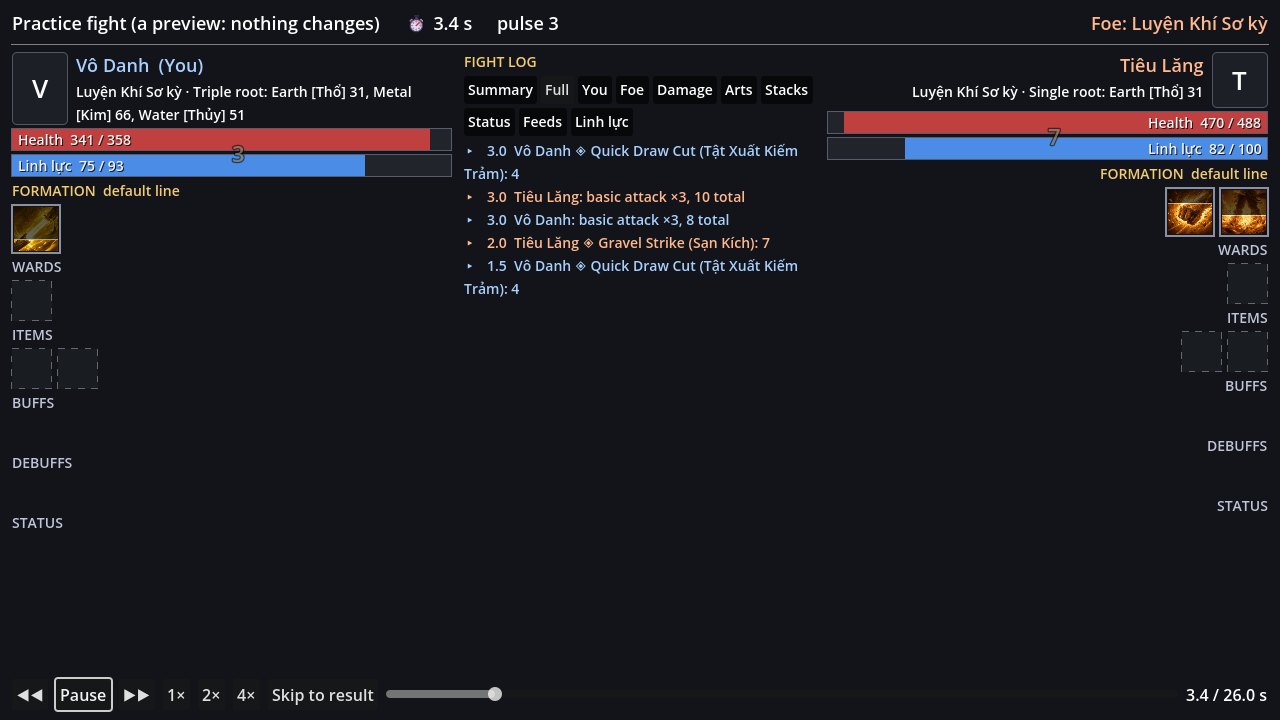 Practice fight (a preview: nothing changes) 3.4 s pulse 3 Foe: Luyện Khí Sơ kỳ
V
Vô Danh (You)
Luyện Khí Sơ kỳ · Triple root: Earth [Thổ] 31, Metal
[Kim] 66, Water [Thủy] 51
Health 341 / 358
3
Linh lực 75 / 93
FORMATION default line
WARDS
ITEMS
BUFFS
DEBUFFS
STATUS
FIGHT LOG
Summary Full You Foe Damage Arts Stacks
Status Feeds Linh lực
▸ 3.0 Vô Danh ◈ Quick Draw Cut (Tật Xuất Kiếm
Trảm): 4
▸ 3.0 Tiêu Lăng: basic attack ×3, 10 total
▸ 3.0 Vô Danh: basic attack ×3, 8 total
▸ 2.0 Tiêu Lăng ◈ Gravel Strike (Sạn Kích): 7
▸ 1.5 Vô Danh ◈ Quick Draw Cut (Tật Xuất Kiếm
Trảm): 4
Tiêu Lăng
T
Luyện Khí Sơ kỳ · Single root: Earth [Thổ] 31
Health 470 / 488
7
Linh lực 82 / 100
FORMATION default line
WARDS
ITEMS
BUFFS
DEBUFFS
STATUS
◀◀ Pause ▶▶ 1× 2× 4× Skip to result 3.4 / 26.0 s